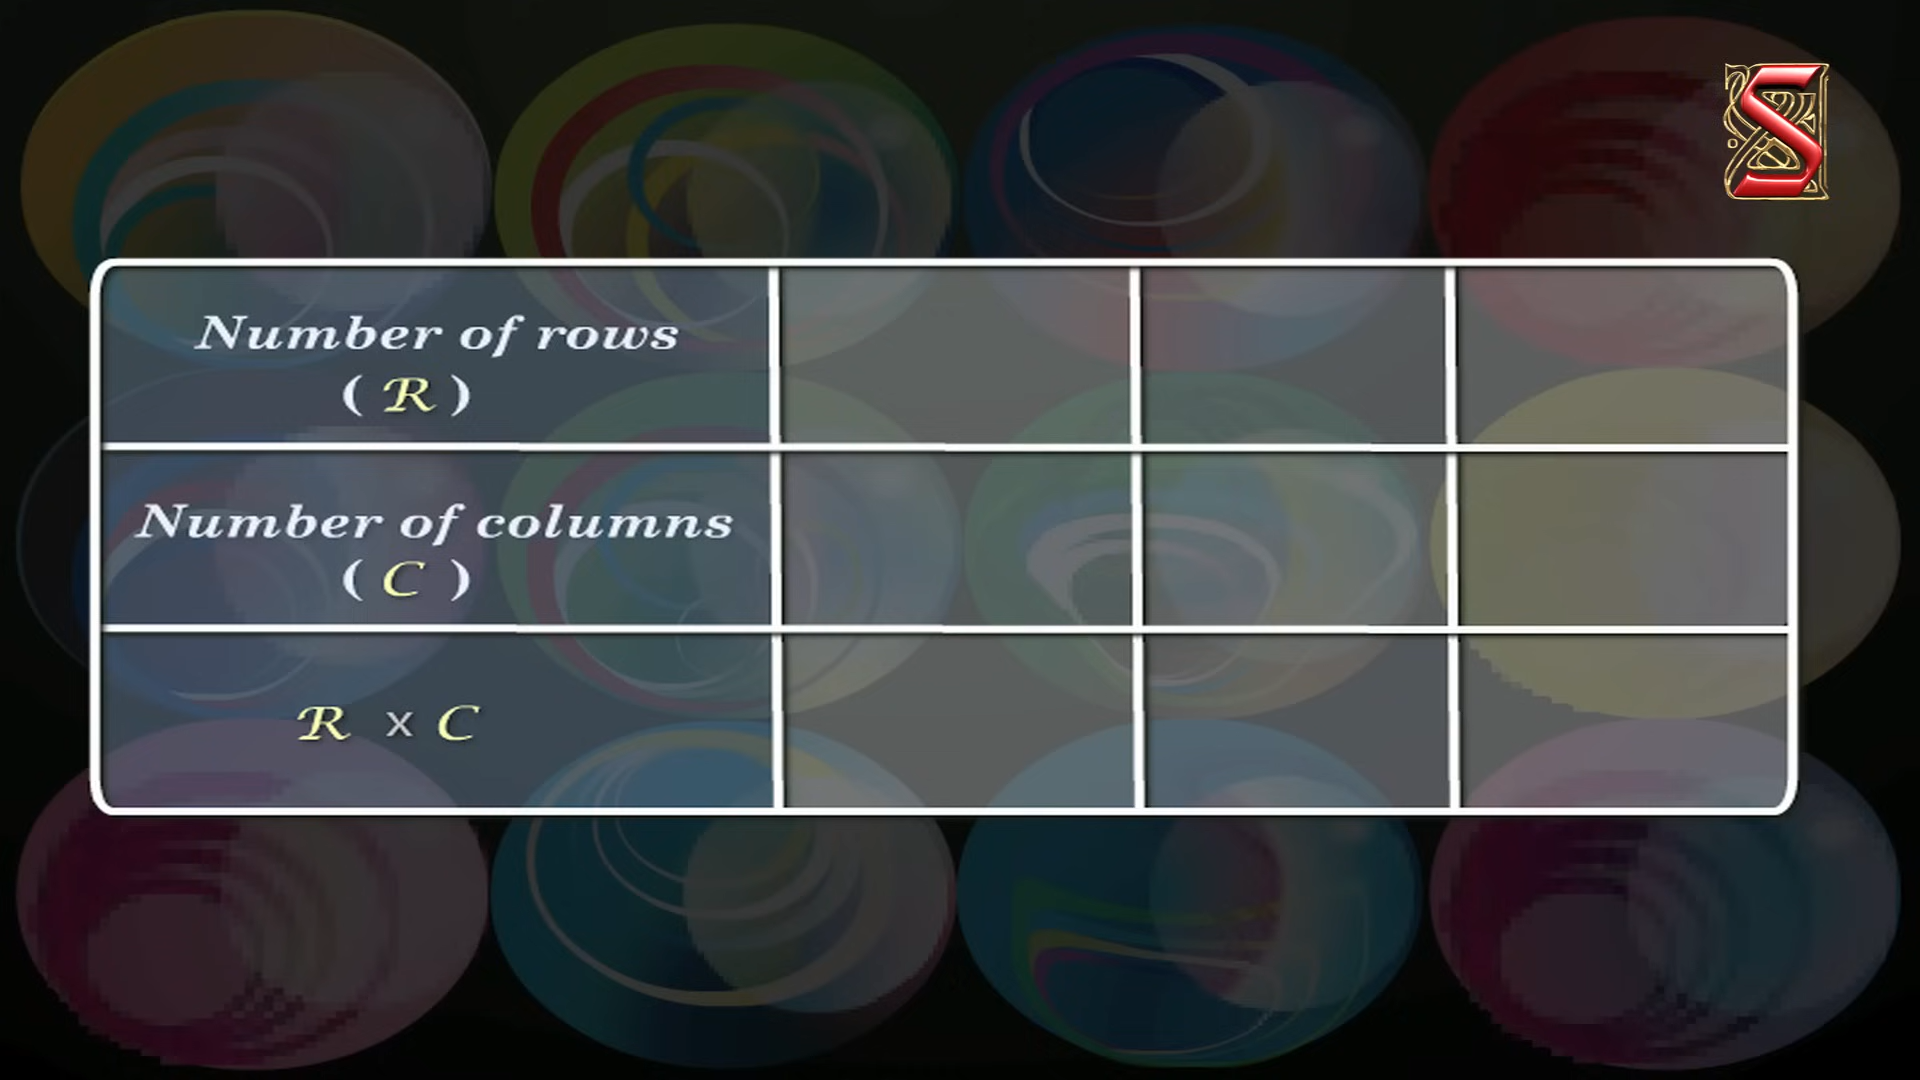 Number of rows
( R )
Number of columns
( C )
R x C
S